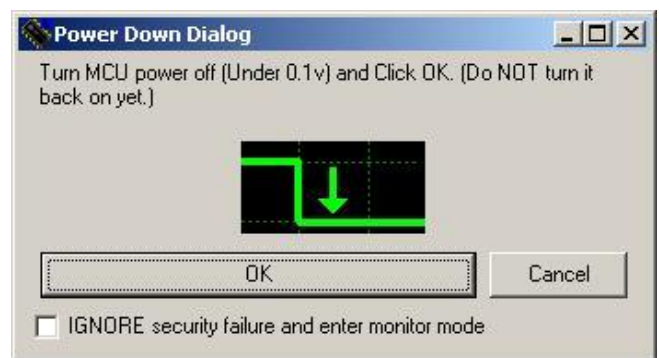 Power Down Dialog
Turn MCU power off (Under 0.1v) and Click OK. (Do NOT turn it
back on yet.)
OK
Cancel
IGNORE security failure and enter monitor mode